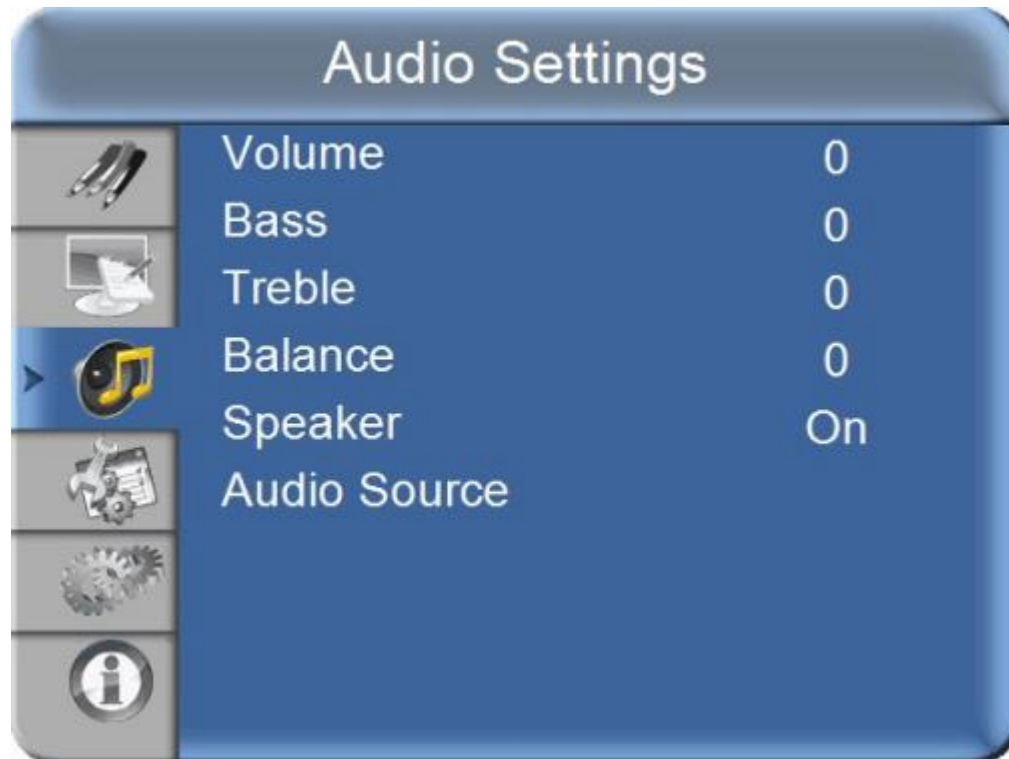 Audio Settings
Volume 0
Bass 0
Treble 0
Balance 0
Speaker On
Audio Source